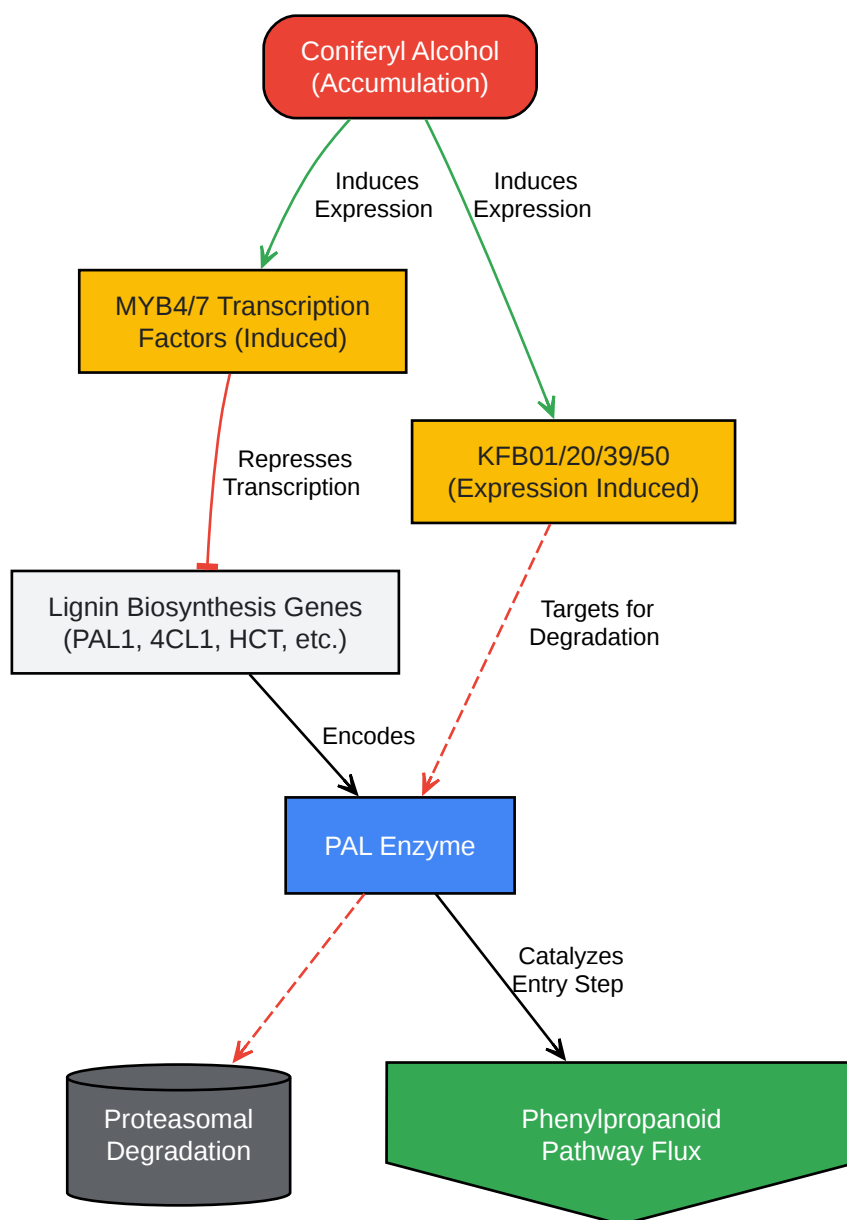 Coniferyl Alcohol
(Accumulation)
Induces
Expression
Induces
Expression
MYB4/7 Transcription
Factors (Induced)
KFB01/20/39/50
(Expression Induced)
Represses
Transcription
Lignin Biosynthesis Genes
(PAL1, 4CL1, HCT, etc.)
Targets for
Degradation
Encodes
PAL Enzyme
Catalyzes
Entry Step
Proteasomal
Degradation
Phenylpropanoid
Pathway Flux